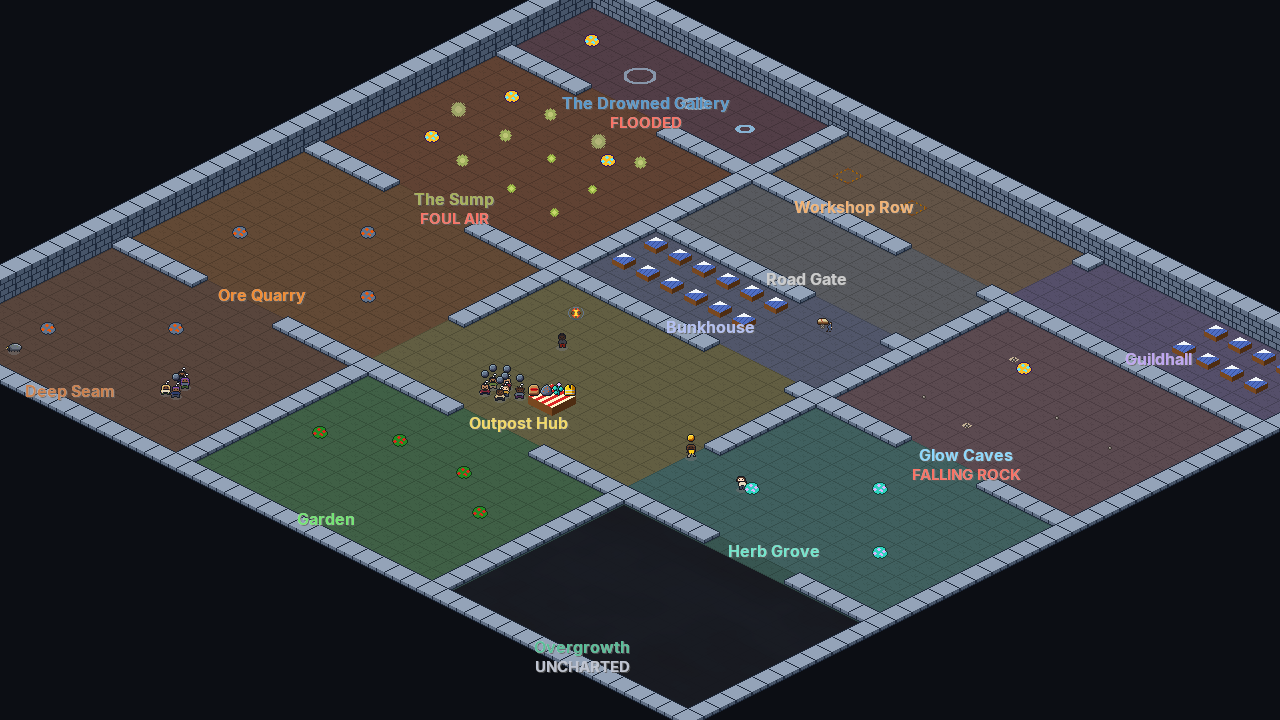 The Drowned Gallery
FLOODED
The Sump
FOUL AIR
Workshop Row
Ore Quarry
Road Gate
Bunkhouse
Guildhall
Deep Seam
Outpost Hub
Glow Caves
FALLING ROCK
Garden
Herb Grove
Overgrowth
UNCHARTED